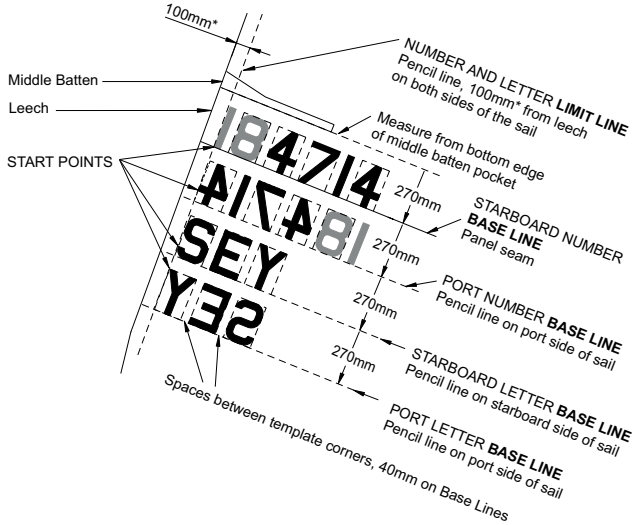 100mm*
NUMBER AND LETTER LIMIT LINE
Pencil line, 100mm* from leech
on both sides of the sail
Middle Batten
Leech
Measure from bottom edge
of middle batten pocket
START POINTS
184714
270mm
STARBOARD NUMBER
BASE LINE
Panel seam
184714
270mm
PORT NUMBER BASE LINE
Pencil line on port side of sail
SEY
270mm
STARBOARD LETTER BASE LINE
Pencil line on starboard side of sail
SEY
270mm
PORT LETTER BASE LINE
Pencil line on port side of sail
Spaces between template corners, 40mm on Base Lines